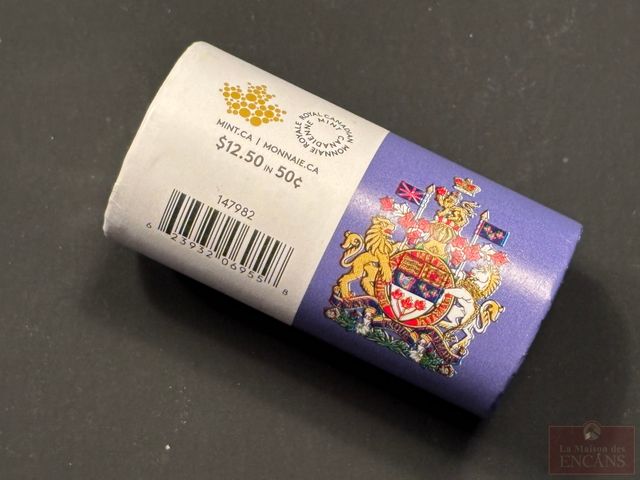 ROYAL CANADIAN MINT
MONNAIE ROYALE CANADIENNE
MINT.CA | MONNAIE.CA
$12.50 IN 50¢
147982
6 23932 06955 8
La Maison des
ENCANS